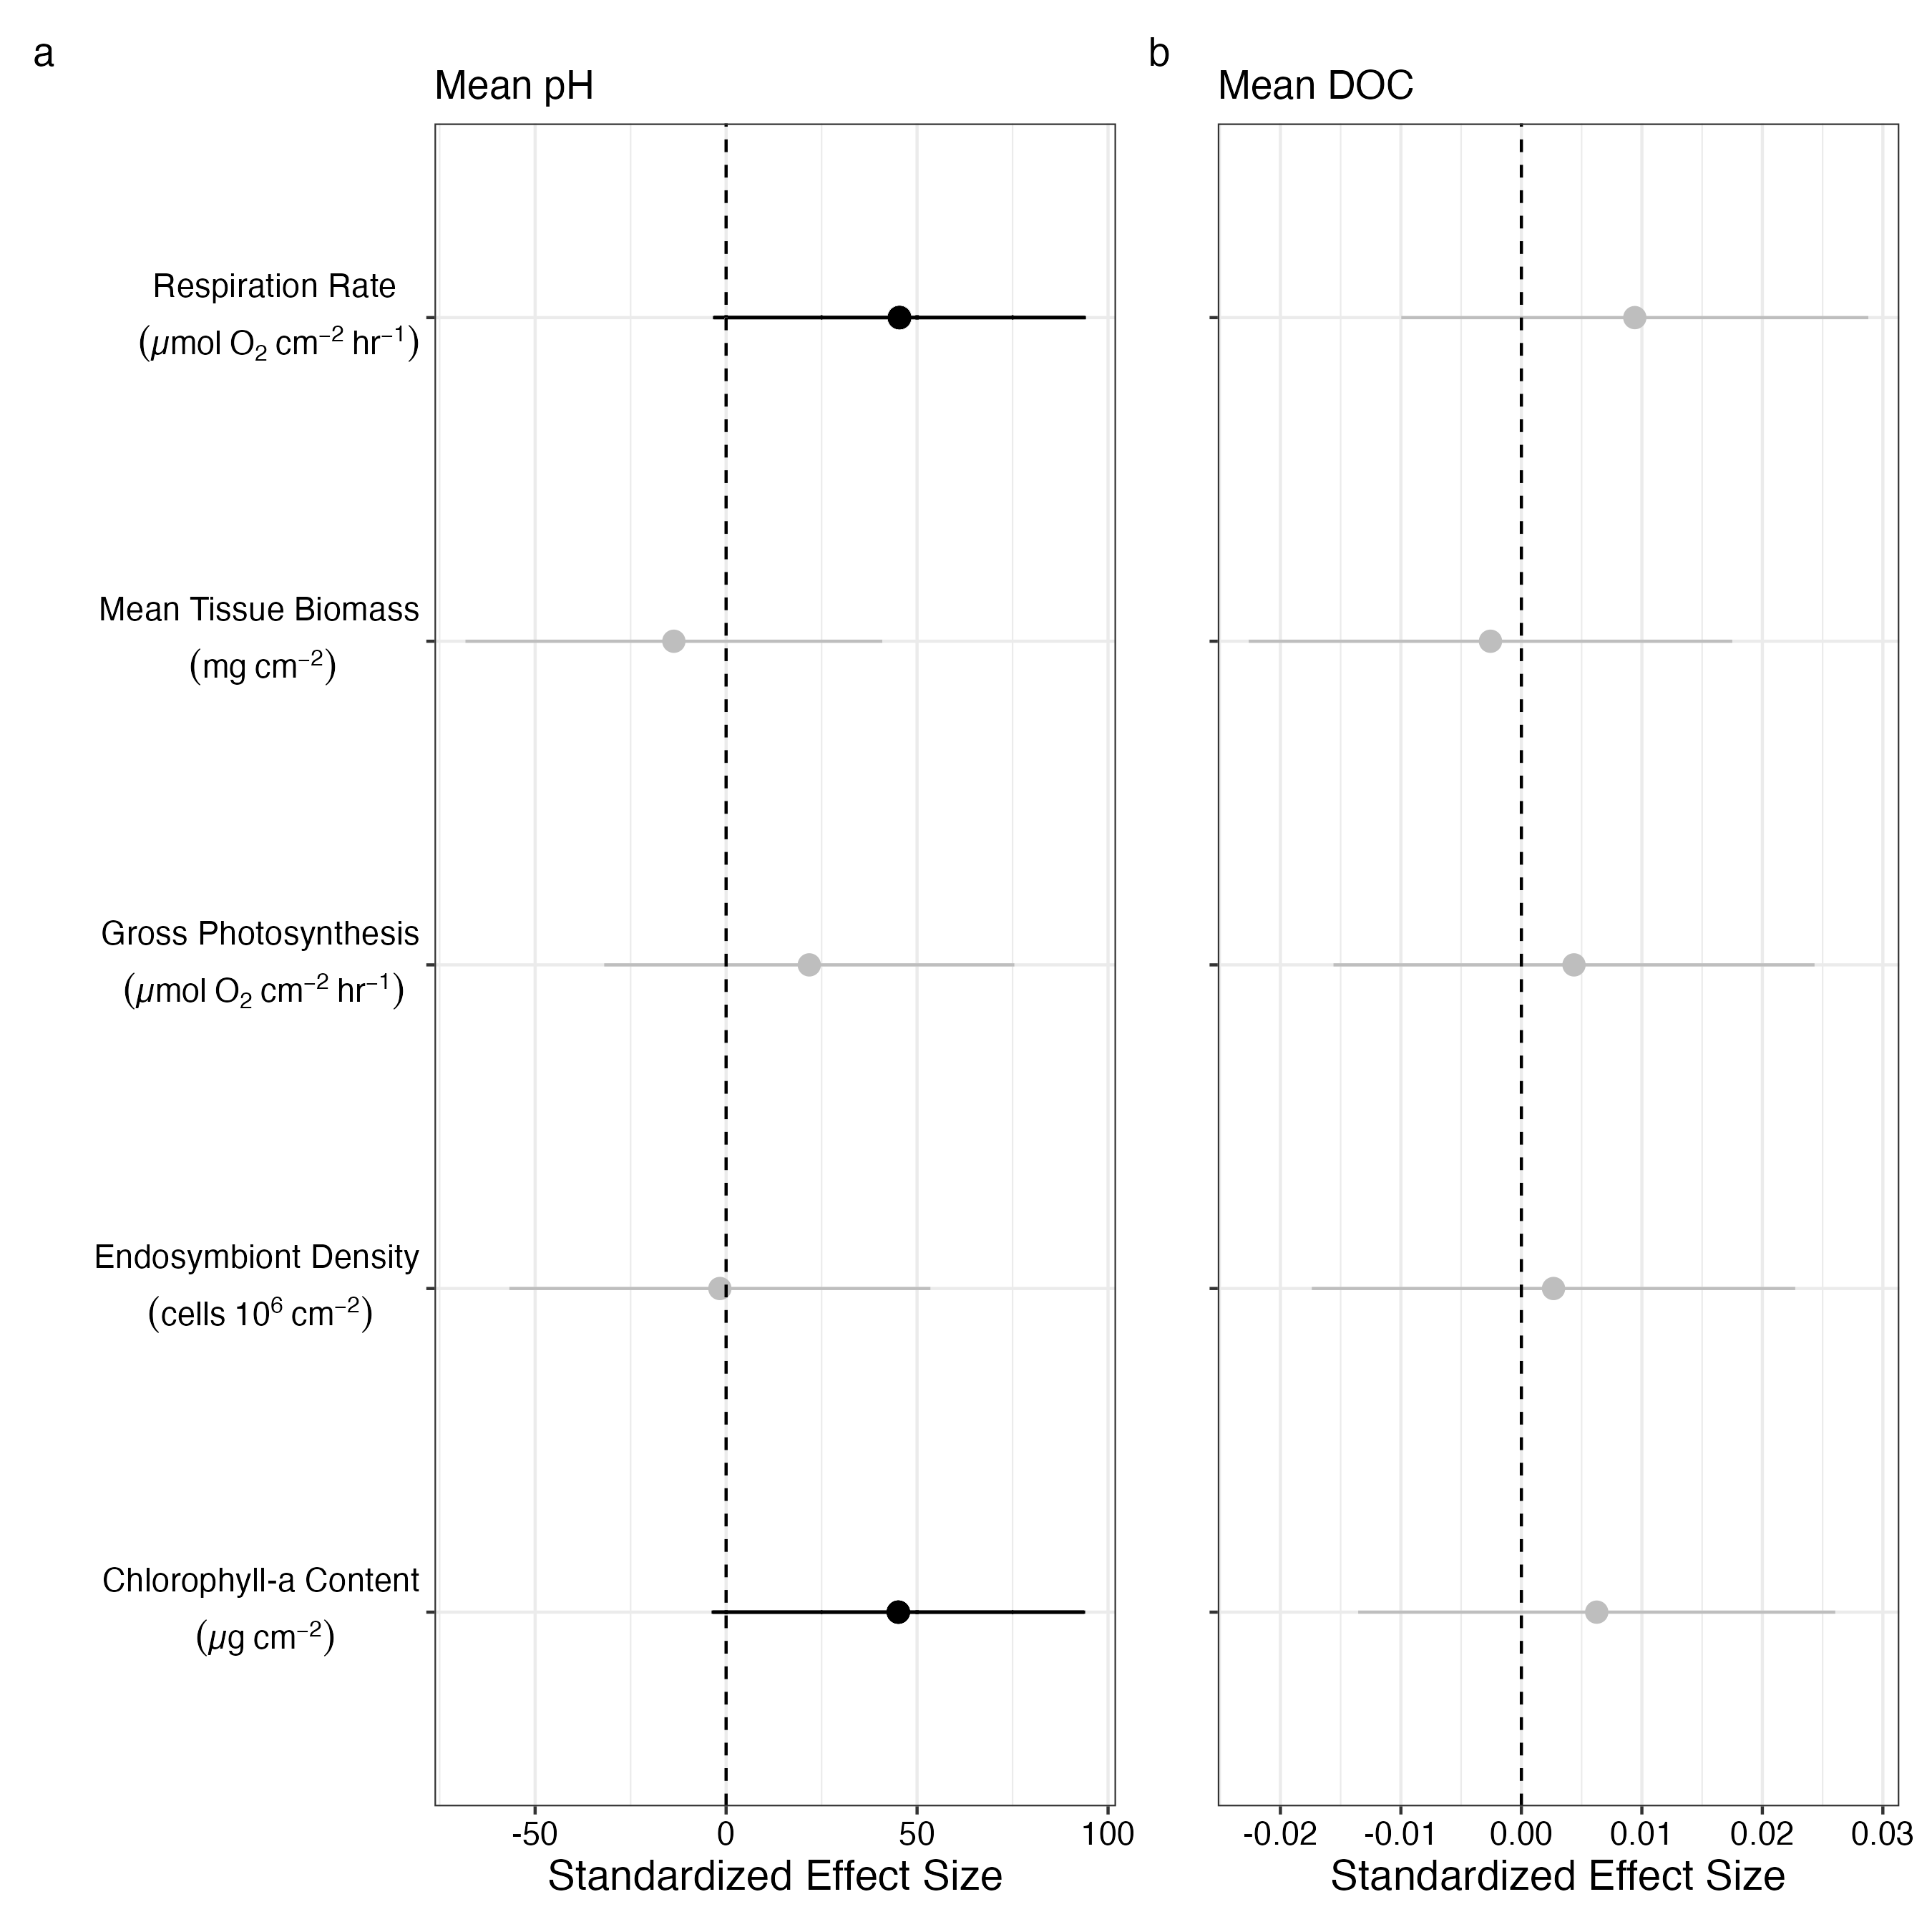 a
Mean pH
b
Mean DOC
Respiration Rate
(µmol O₂ cm⁻² hr⁻¹)
Mean Tissue Biomass
(mg cm⁻²)
Gross Photosynthesis
(µmol O₂ cm⁻² hr⁻¹)
Endosymbiont Density
(cells 10⁶ cm⁻²)
Chlorophyll-a Content
(µg cm⁻²)
-50 0 50 100
-0.02 -0.01 0.00 0.01 0.02 0.03
Standardized Effect Size
Standardized Effect Size